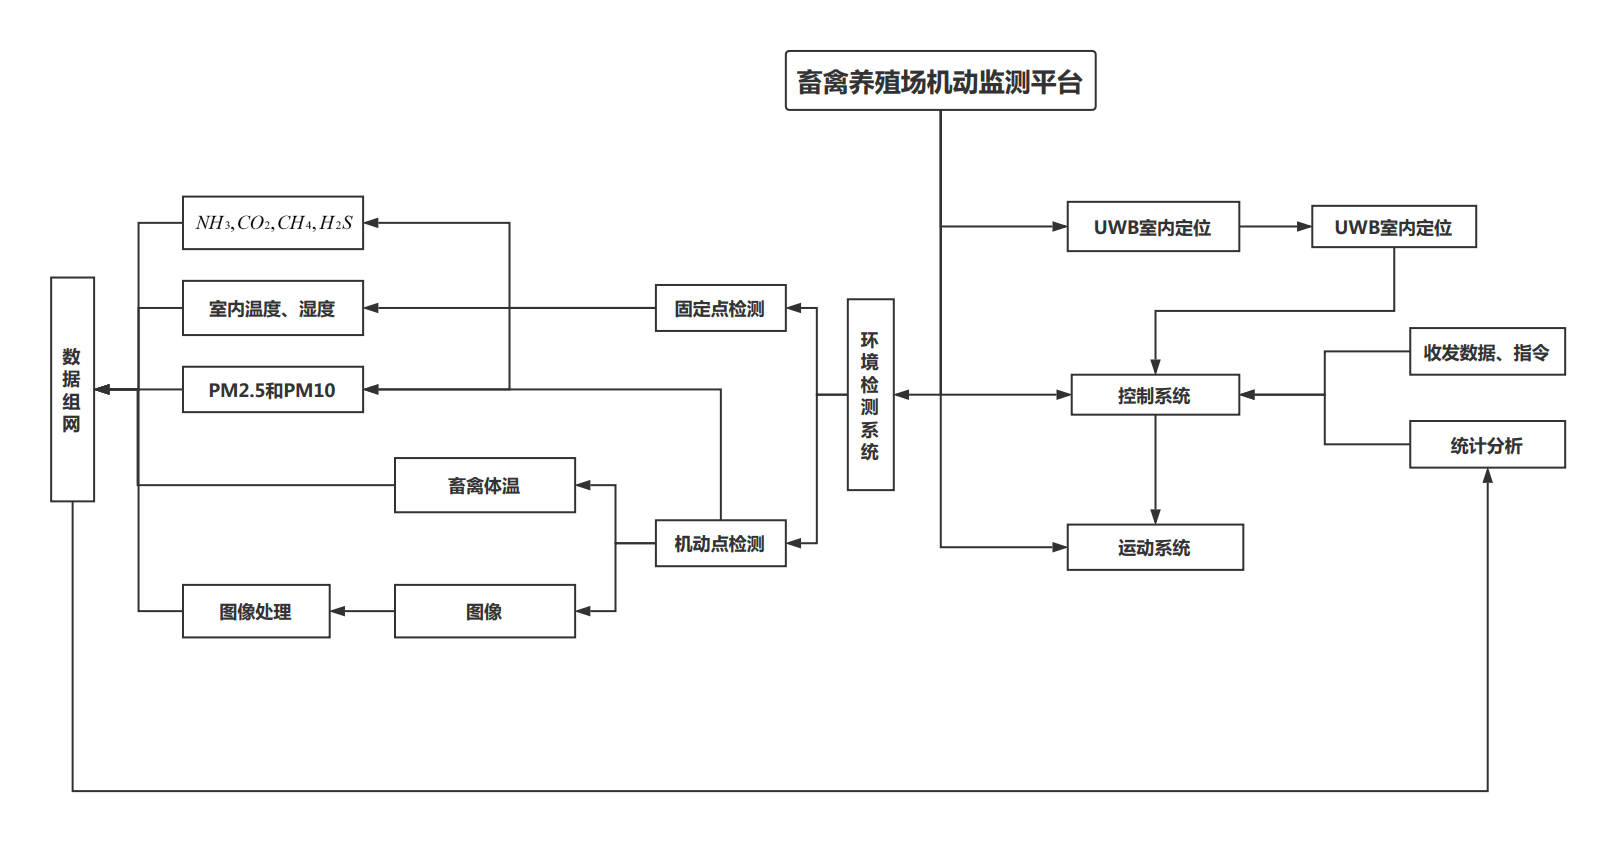 畜禽养殖场机动监测平台
NH₃,CO₂,CH₄,H₂S
UWB室内定位
UWB室内定位
室内温度、湿度
固定点检测
数据组网
PM2.5和PM10
环境检测系统
控制系统
收发数据、指令
统计分析
畜禽体温
机动点检测
运动系统
图像处理
图像